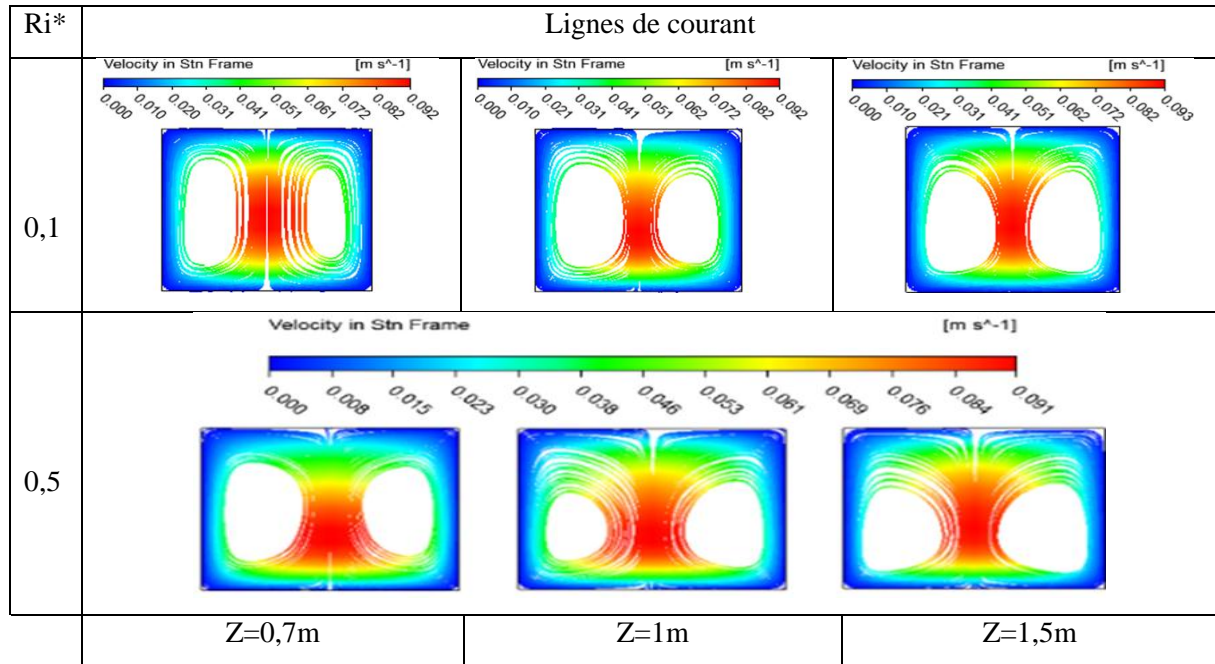 Ri* Lignes de courant
Velocity in Stn Frame [m s^-1]
0.000 0.010 0.020 0.031 0.041 0.051 0.061 0.072 0.082 0.092
Velocity in Stn Frame [m s^-1]
0.000 0.010 0.021 0.031 0.041 0.051 0.062 0.072 0.082 0.092
Velocity in Stn Frame [m s^-1]
0.000 0.010 0.021 0.031 0.041 0.051 0.062 0.072 0.082 0.093
0,1
Velocity in Stn Frame [m s^-1]
0.000 0.008 0.015 0.023 0.030 0.038 0.046 0.053 0.061 0.069 0.076 0.084 0.091
0,5
Z=0,7m Z=1m Z=1,5m